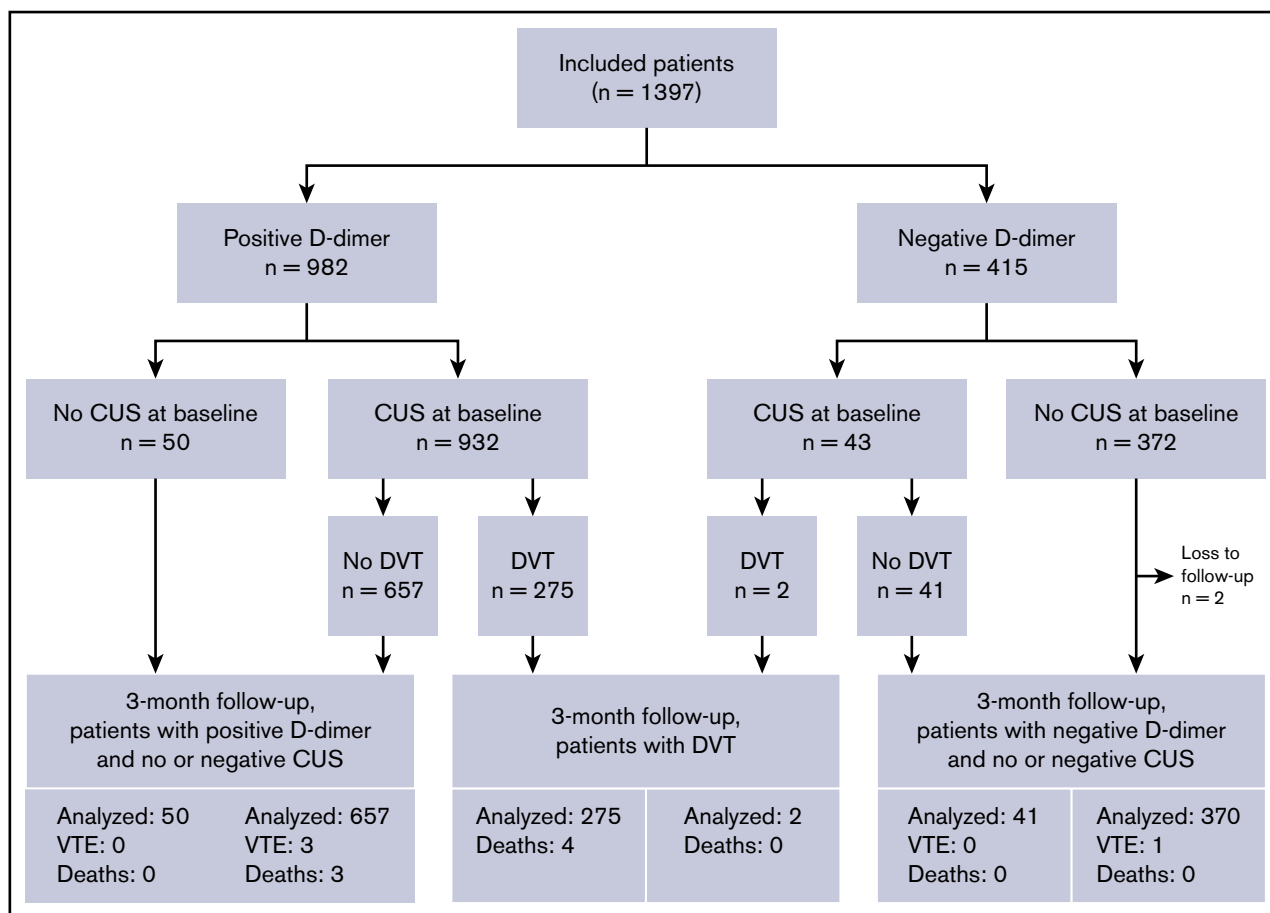 Included patients
(n = 1397)
Positive D-dimer
n = 982
Negative D-dimer
n = 415
No CUS at baseline
n = 50
CUS at baseline
n = 932
CUS at baseline
n = 43
No CUS at baseline
n = 372
No DVT
n = 657
DVT
n = 275
DVT
n = 2
No DVT
n = 41
Loss to
follow-up
n = 2
3-month follow-up,
patients with positive D-dimer
and no or negative CUS
3-month follow-up,
patients with DVT
3-month follow-up,
patients with negative D-dimer
and no or negative CUS
Analyzed: 50
VTE: 0
Deaths: 0
Analyzed: 657
VTE: 3
Deaths: 3
Analyzed: 275
Deaths: 4
Analyzed: 2
Deaths: 0
Analyzed: 41
VTE: 0
Deaths: 0
Analyzed: 370
VTE: 1
Deaths: 0